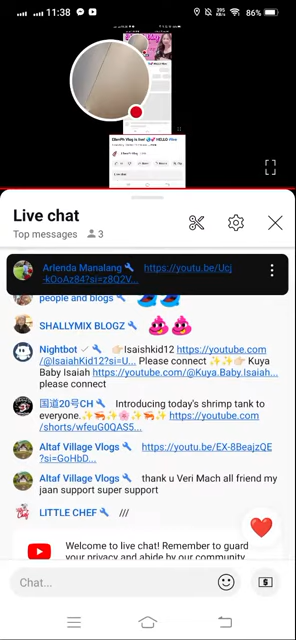 11:38
86%
Live chat
Top messages
3
Arlenda Manalang https://youtu.be/Ucj
-kOoAz84?si=z8Q2V...
people and blogs
SHALLYMIX BLOGZ
Nightbot 👉🏻Isaishkid12 https://youtube.com
/@IsaiahKid12?si=U... Please connect ✨✨👉🏻 Kuya
Baby Isaiah https://youtube.com/@Kuya.Baby.Isaiah...
please connect
国道20号CH Introducing today's shrimp tank to
everyone.✨🦐✨🌸✨🦐✨ https://youtube.com
/shorts/wfeuG0QAS5...
Altaf Village Vlogs https://youtu.be/EX-8BeajzQE
?si=GoHbD...
Altaf Village Vlogs thank u Veri Mach all friend my
jaan support super support
LITTLE CHEF ///
Welcome to live chat! Remember to guard
your privacy and abide by our community
Chat...